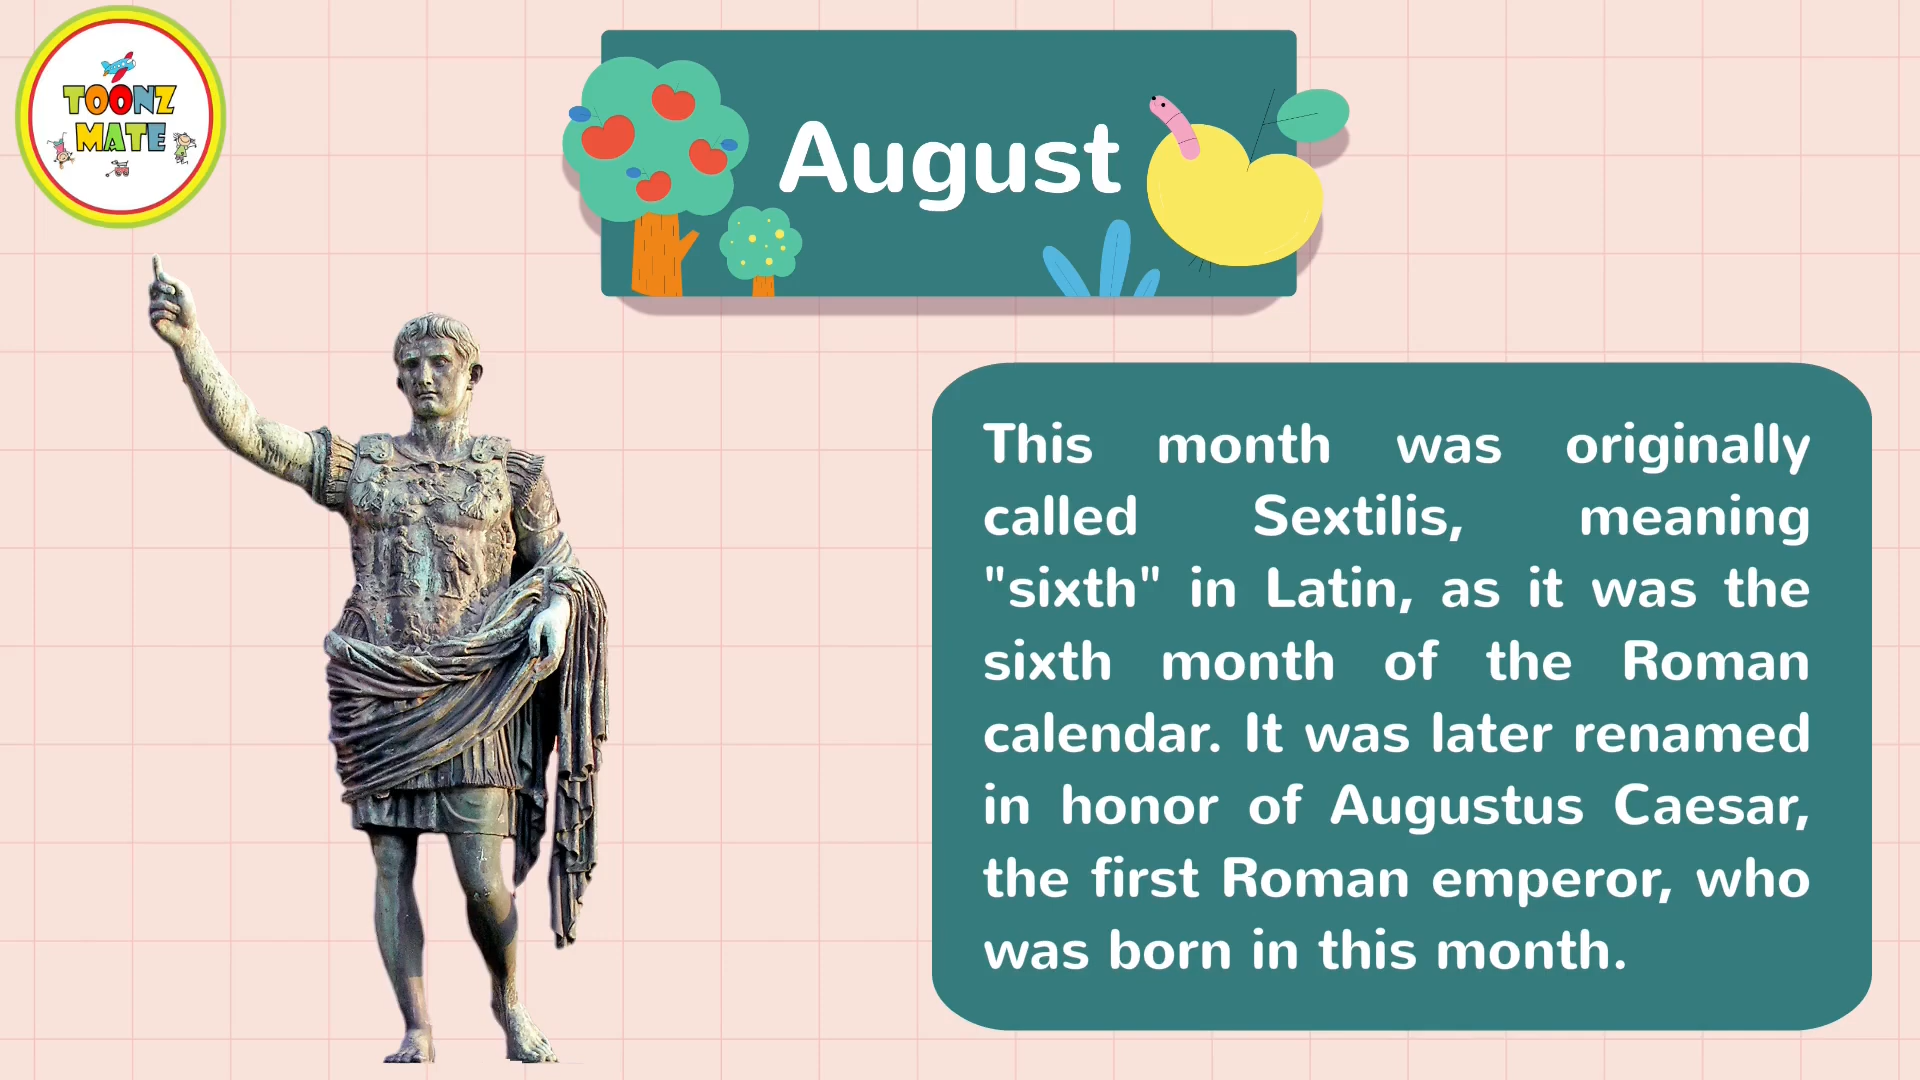 TOONZ
MATE
August
This month was originally
called Sextilis, meaning
"sixth" in Latin, as it was the
sixth month of the Roman
calendar. It was later renamed
in honor of Augustus Caesar,
the first Roman emperor, who
was born in this month.